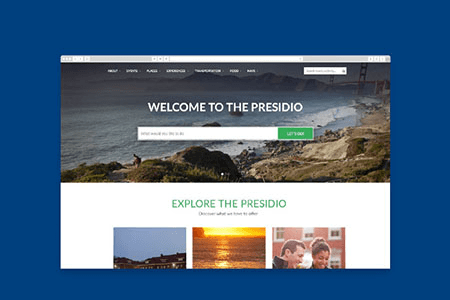 ABOUT EVENTS PLACES EXPERIENCES TRANSPORTATION FOOD MAPS
WELCOME TO THE PRESIDIO
What would you like to do
LET'S GO!
EXPLORE THE PRESIDIO
Discover what we have to offer